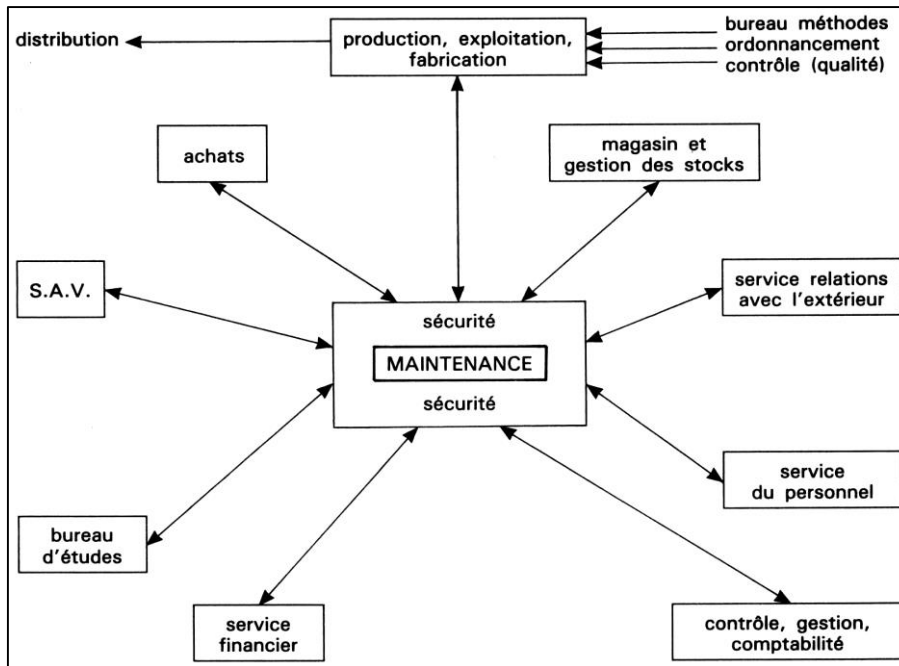 distribution
production, exploitation,
fabrication
bureau méthodes
ordonnancement
contrôle (qualité)
achats
magasin et
gestion des stocks
S.A.V.
service relations
avec l'extérieur
sécurité
MAINTENANCE
sécurité
service
du personnel
bureau
d'études
service
financier
contrôle, gestion,
comptabilité